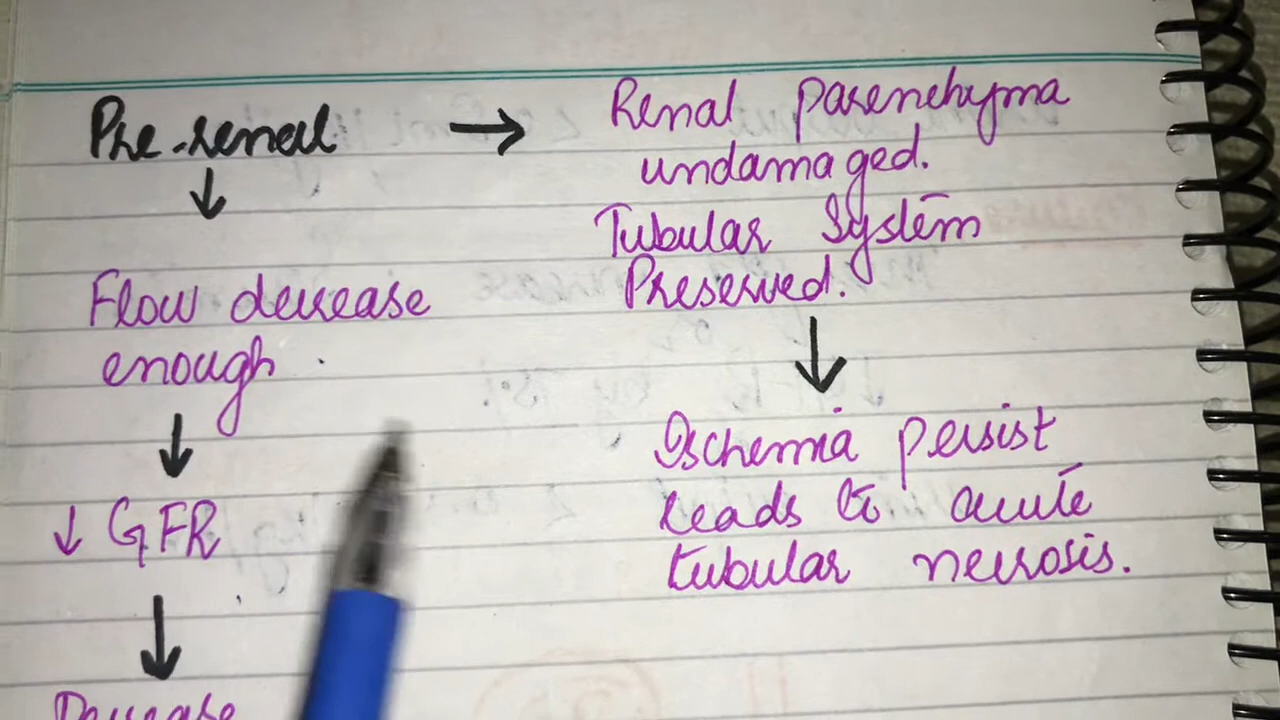 Pre-renal → Renal parenchyma
undamaged.
Tubular System
Preserved.
↓
Flow decrease
enough
↓
↓ GFR
↓
Decrease
↓
Ischemia persist
leads to acute
tubular necrosis.